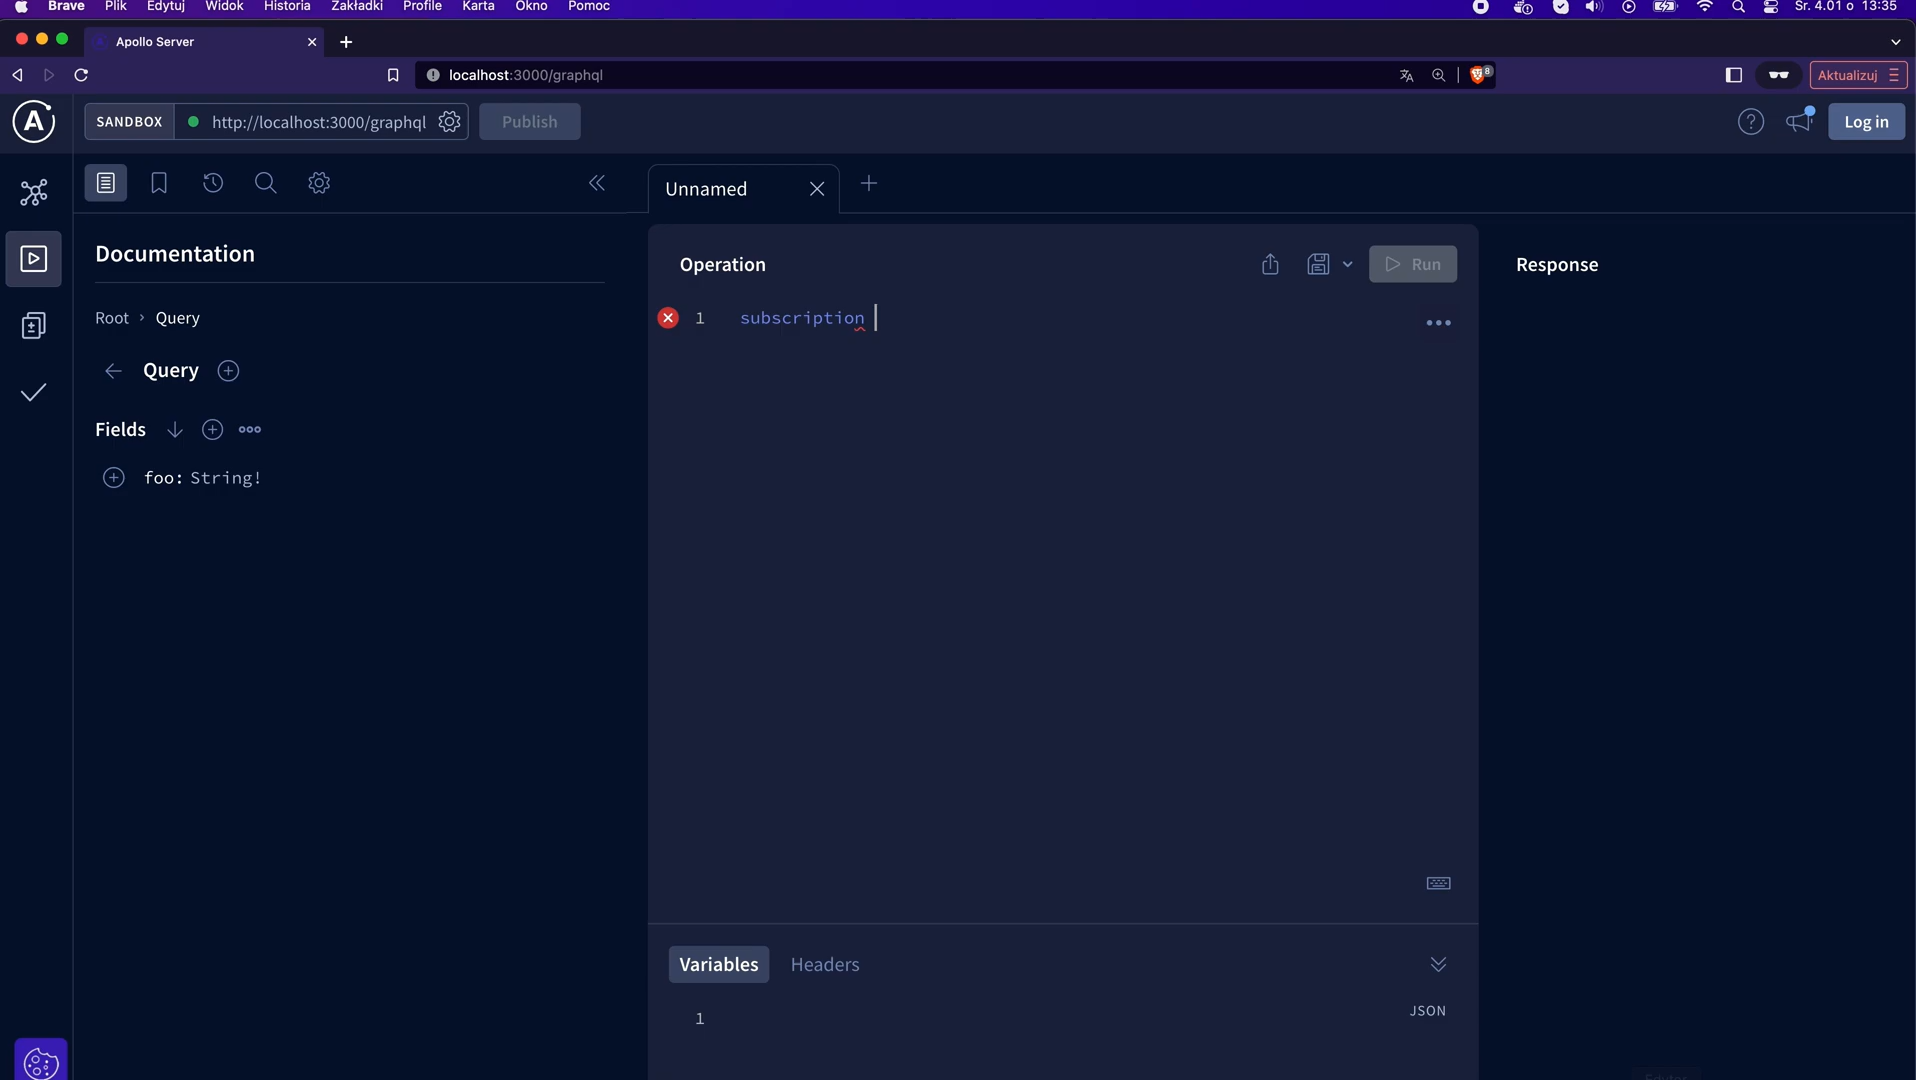 Brave Plik Edytuj Widok Historia Zakładki Profile Karta Okno Pomoc Śr. 4.01 o 13:35
Apollo Server
localhost:3000/graphql 8 Aktualizuj
A SANDBOX http://localhost:3000/graphql Publish ? Log in
Unnamed
Documentation
Operation Run Response
Root › Query
1 subscription
Query
Fields
foo: String!
Variables Headers
JSON
1